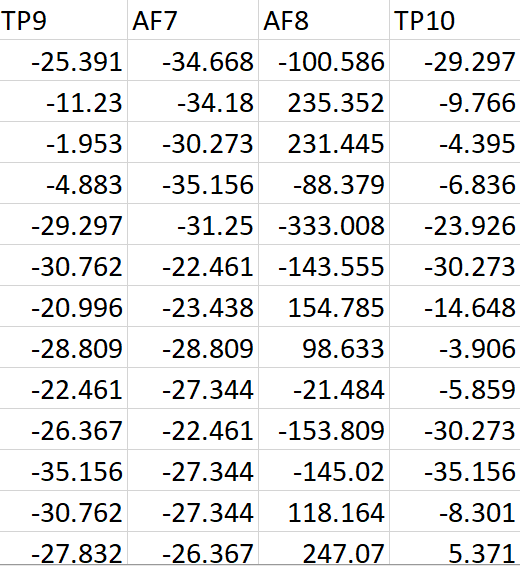 TP9 AF7 AF8 TP10
-25.391 -34.668 -100.586 -29.297
-11.23 -34.18 235.352 -9.766
-1.953 -30.273 231.445 -4.395
-4.883 -35.156 -88.379 -6.836
-29.297 -31.25 -333.008 -23.926
-30.762 -22.461 -143.555 -30.273
-20.996 -23.438 154.785 -14.648
-28.809 -28.809 98.633 -3.906
-22.461 -27.344 -21.484 -5.859
-26.367 -22.461 -153.809 -30.273
-35.156 -27.344 -145.02 -35.156
-30.762 -27.344 118.164 -8.301
-27.832 -26.367 247.07 5.371